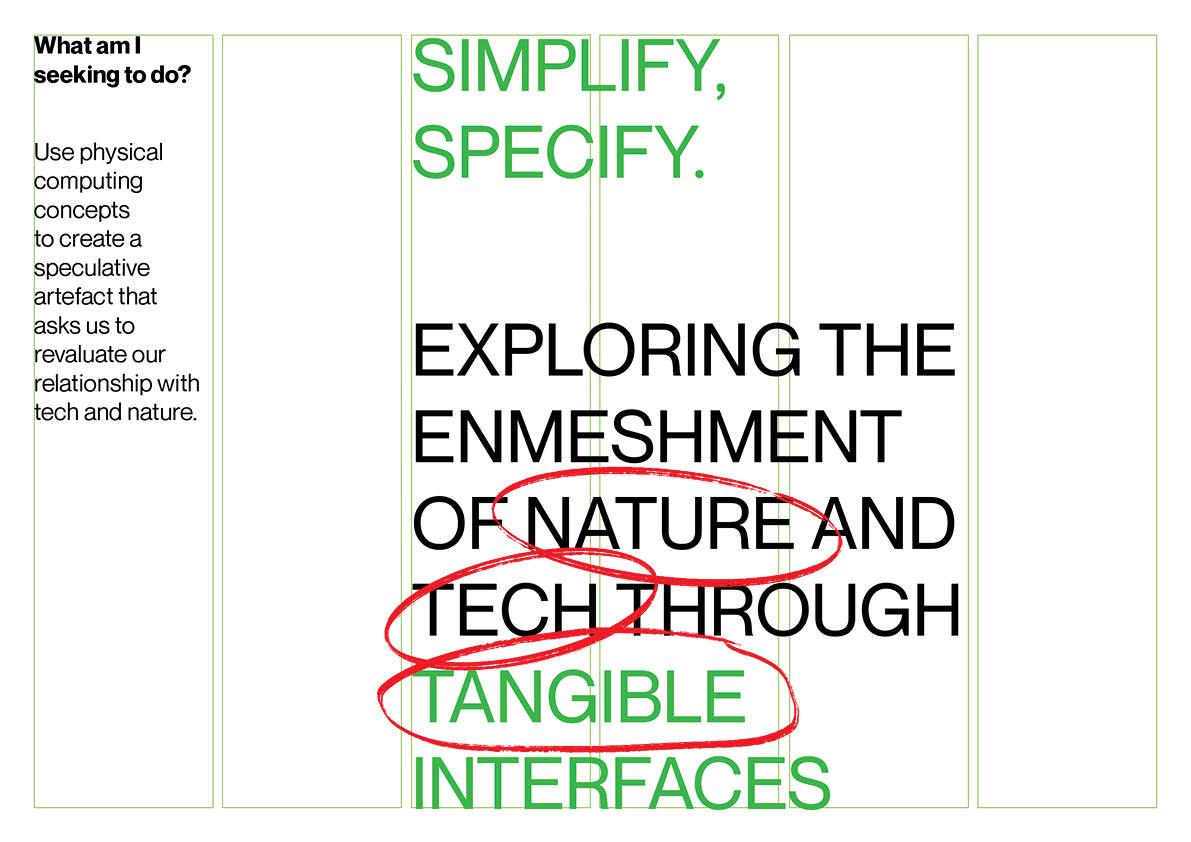 What am I
seeking to do?
Use physical
computing
concepts
to create a
speculative
artefact that
asks us to
revaluate our
relationship with
tech and nature.
SIMPLIFY,
SPECIFY.
EXPLORING THE
ENMESHMENT
OF NATURE AND
TECH THROUGH
TANGIBLE
INTERFACES